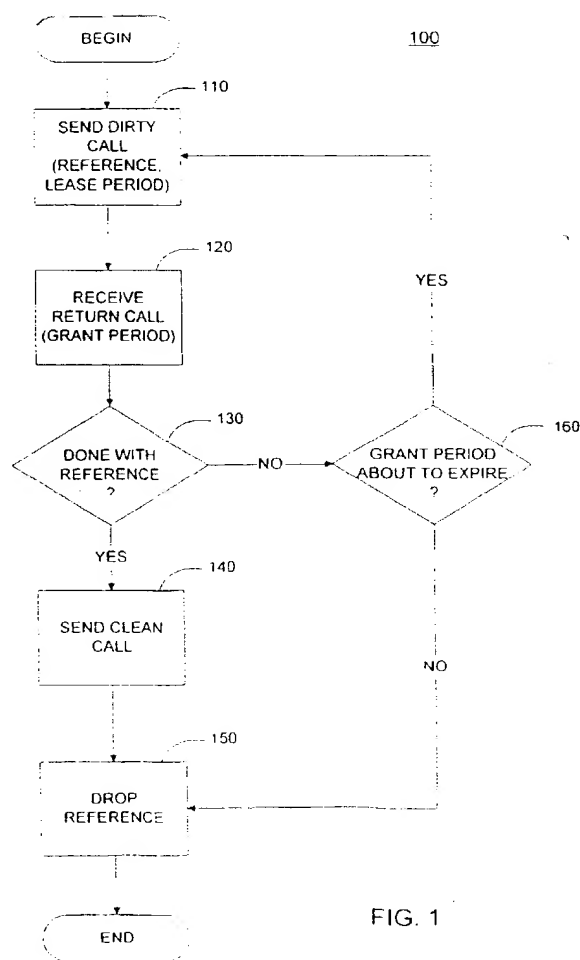 BEGIN
100
110
SEND DIRTY
CALL
(REFERENCE,
LEASE PERIOD)
120
RECEIVE
RETURN CALL
(GRANT PERIOD)
YES
130
DONE WITH
REFERENCE
?
NO
160
GRANT PERIOD
ABOUT TO EXPIRE
?
YES
140
SEND CLEAN
CALL
NO
150
DROP
REFERENCE
END
FIG. 1